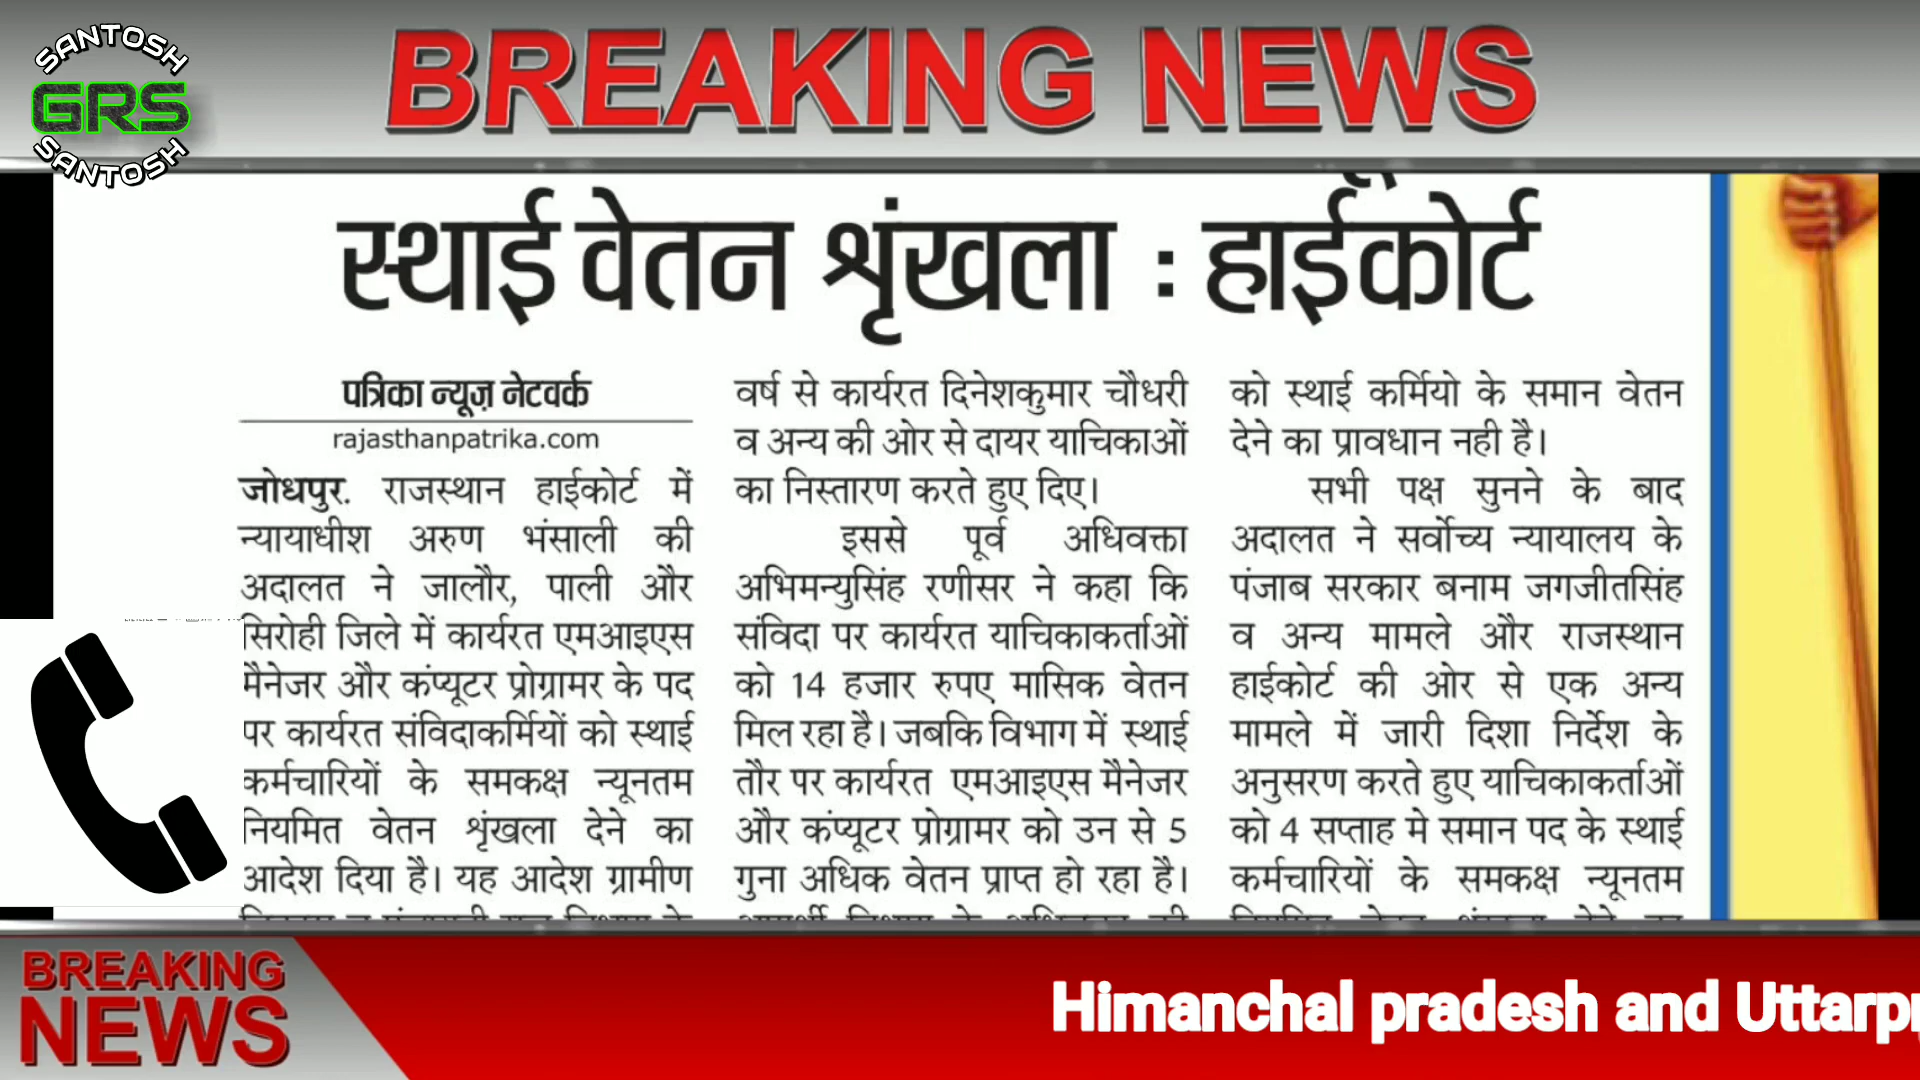 SANTOSH
GRS
SANTOSH
BREAKING NEWS
स्थाई वेतन श्रृंखला : हाईकोर्ट
पत्रिका न्यूज़ नेटवर्क
rajasthanpatrika.com
जोधपुर. राजस्थान हाईकोर्ट में
न्यायाधीश अरुण भंसाली की
अदालत ने जालौर, पाली और
सिरोही जिले में कार्यरत एमआइएस
मैनेजर और कंप्यूटर प्रोग्रामर के पद
पर कार्यरत संविदाकर्मियों को स्थाई
कर्मचारियों के समकक्ष न्यूनतम
नियमित वेतन श्रृंखला देने का
आदेश दिया है। यह आदेश ग्रामीण
वर्ष से कार्यरत दिनेशकुमार चौधरी
व अन्य की ओर से दायर याचिकाओं
का निस्तारण करते हुए दिए।
इससे पूर्व अधिवक्ता
अभिमन्युसिंह रणीसर ने कहा कि
संविदा पर कार्यरत याचिकाकर्ताओं
को 14 हजार रुपए मासिक वेतन
मिल रहा है। जबकि विभाग में स्थाई
तौर पर कार्यरत एमआइएस मैनेजर
और कंप्यूटर प्रोग्रामर को उन से 5
गुना अधिक वेतन प्राप्त हो रहा है।
को स्थाई कर्मियो के समान वेतन
देने का प्रावधान नही है।
सभी पक्ष सुनने के बाद
अदालत ने सर्वोच्य न्यायालय के
पंजाब सरकार बनाम जगजीतसिंह
व अन्य मामले और राजस्थान
हाईकोर्ट की ओर से एक अन्य
मामले में जारी दिशा निर्देश के
अनुसरण करते हुए याचिकाकर्ताओं
को 4 सप्ताह मे समान पद के स्थाई
कर्मचारियों के समकक्ष न्यूनतम
BREAKING
NEWS
Himanchal pradesh and Uttarp